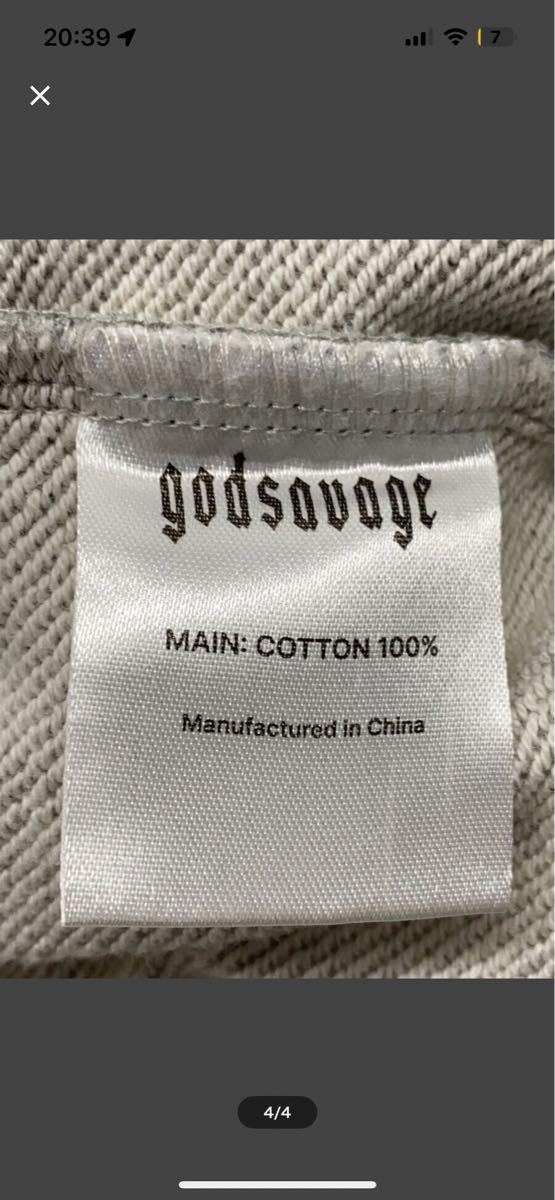 20:39
7
godsavage
MAIN: COTTON 100%
Manufactured in China
4/4